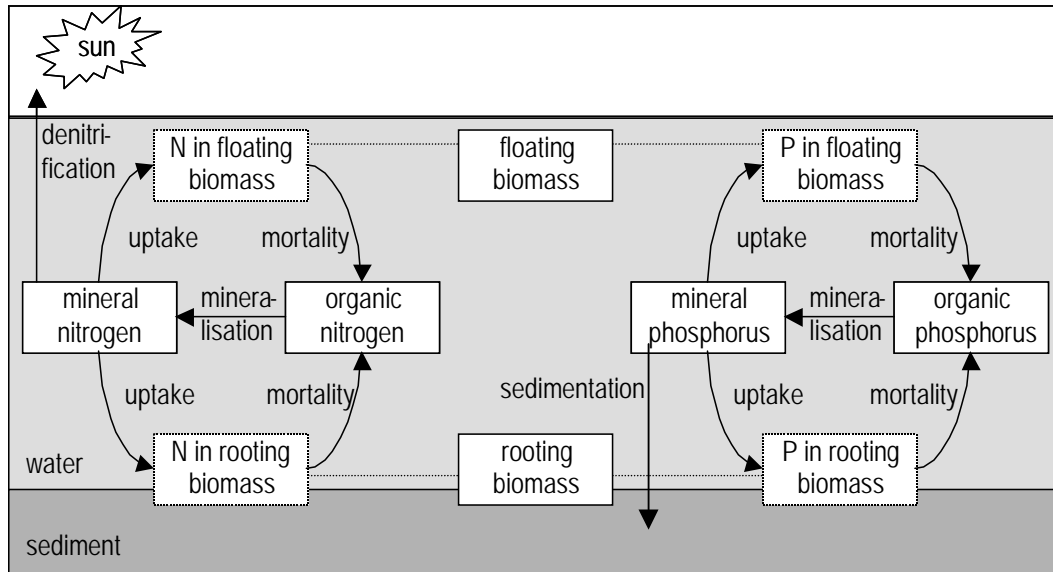 sun
denitri-
fication
N in floating
biomass
floating
biomass
P in floating
biomass
uptake
mortality
uptake
mortality
mineral
nitrogen
minera-
lisation
organic
nitrogen
mineral
phosphorus
minera-
lisation
organic
phosphorus
uptake
mortality
sedimentation
uptake
mortality
water
N in rooting
biomass
rooting
biomass
P in rooting
biomass
sediment